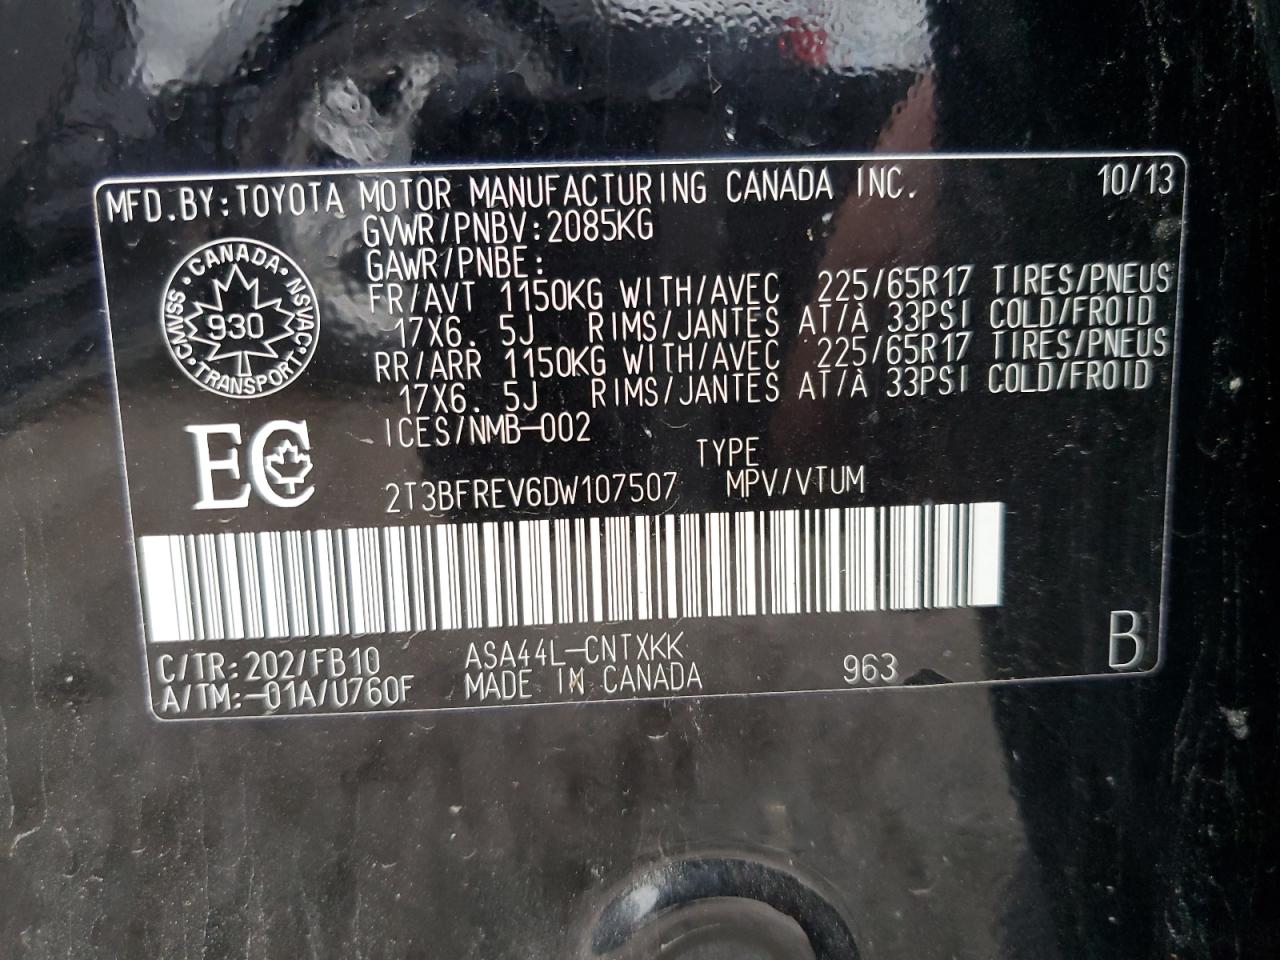 MFD.BY:TOYOTA MOTOR MANUFACTURING CANADA INC. 10/13
GVWR/PNBV:2085KG
GAWR/PNBE:
FR/AVT 1150KG WITH/AVEC 225/65R17 TIRES/PNEUS
17X6. 5J RIMS/JANTES AT/À 33PSI COLD/FROID
RR/ARR 1150KG WITH/AVEC 225/65R17 TIRES/PNEUS
17X6. 5J RIMS/JANTES AT/À 33PSI COLD/FROID
CMVSS · CANADA · NSVAC · TRANSPORT ·
930
ICES/NMB-002
EC
TYPE
2T3BFREV6DW107507 MPV/VTUM
C/TR:202/FB10 ASA44L-CNTXKK
A/TM:-01A/U760F MADE IN CANADA 963
B